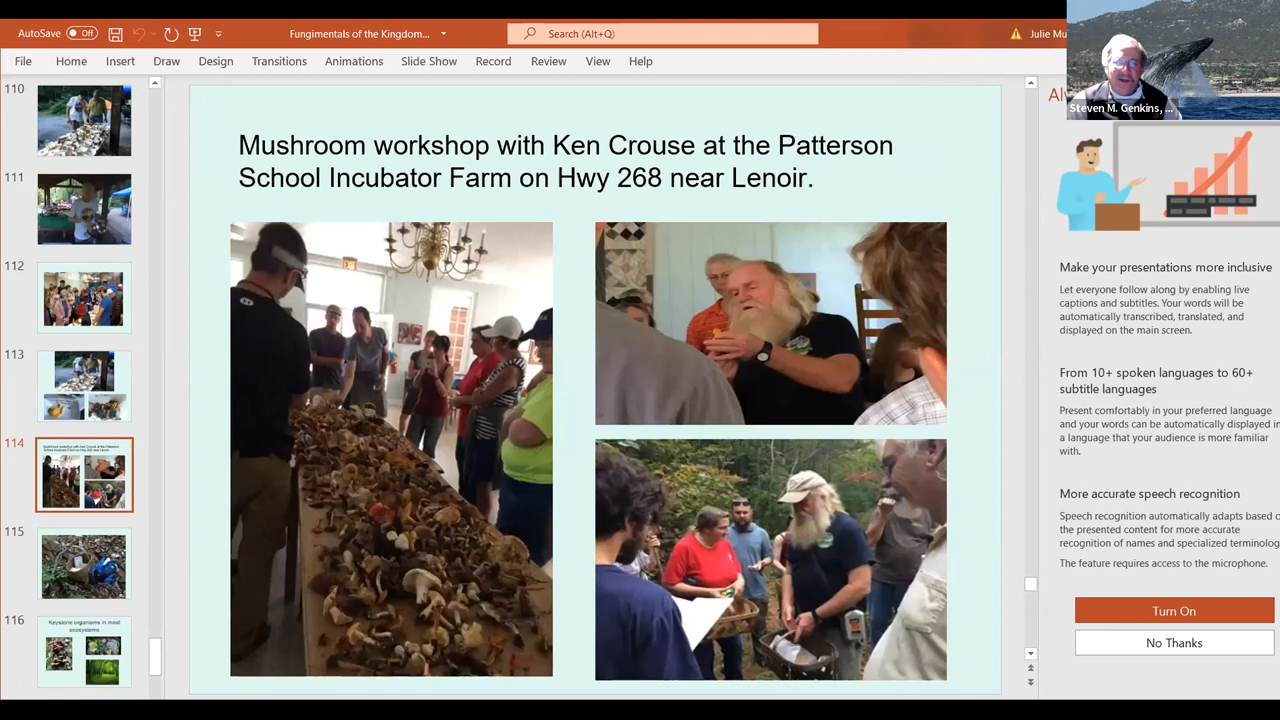 AutoSave
Off
Fungimentals of the Kingdom...
Search (Alt+Q)
File
Home
Insert
Draw
Design
Transitions
Animations
Slide Show
Record
Review
View
Help
Steven M. Genkins, ...
110
111
112
113
114
115
116
Keystone organisms in most
ecosystems
Mushroom workshop with Ken Crouse at the Patterson
School Incubator Farm on Hwy 268 near Lenoir.
Make your presentations more inclusive
Let everyone follow along by enabling live
captions and subtitles. Your words will be
automatically transcribed, translated, and
displayed on the main screen.
From 10+ spoken languages to 60+
subtitle languages
Present comfortably in your preferred language
and your words can be automatically displayed in
a language that your audience is more familiar
with.
More accurate speech recognition
Speech recognition automatically adapts based
the presented content for more accurate
recognition of names and specialized
The feature requires access to the microphone.
Turn On
No Thanks